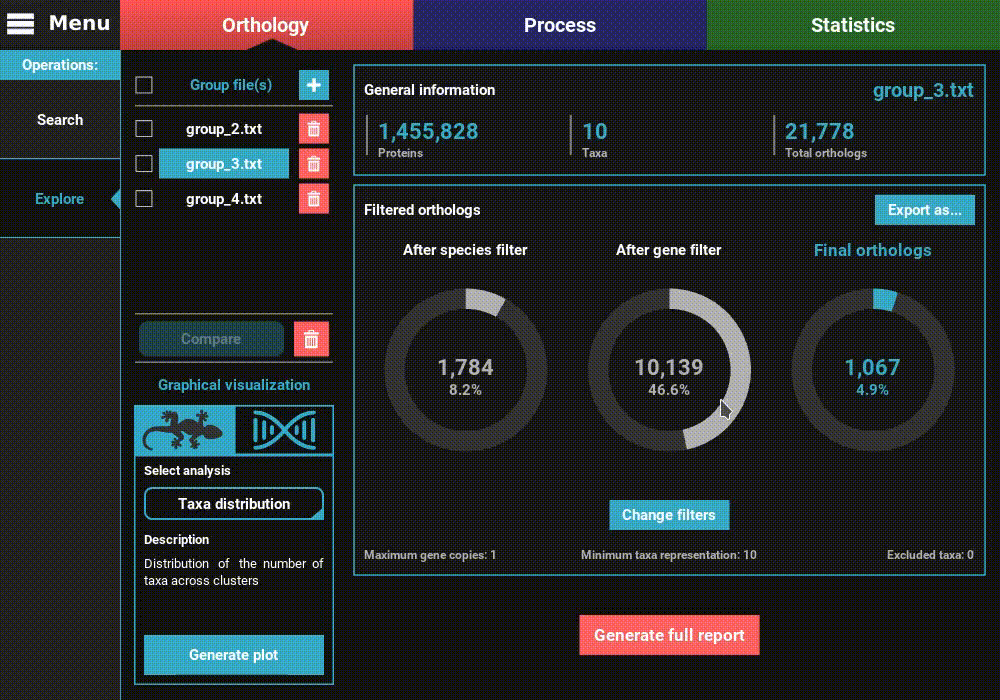 Menu
Orthology
Process
Statistics
Operations:
Search
Explore
Group file(s)
group_2.txt
group_3.txt
group_4.txt
Compare
Graphical visualization
Select analysis
Taxa distribution
Description
Distribution of the number of
taxa across clusters
Generate plot
General information
group_3.txt
1,455,828
Proteins
10
Taxa
21,778
Total orthologs
Filtered orthologs
Export as...
After species filter
After gene filter
Final orthologs
1,784
8.2%
10,139
46.6%
1,067
4.9%
Change filters
Maximum gene copies: 1
Minimum taxa representation: 10
Excluded taxa: 0
Generate full report